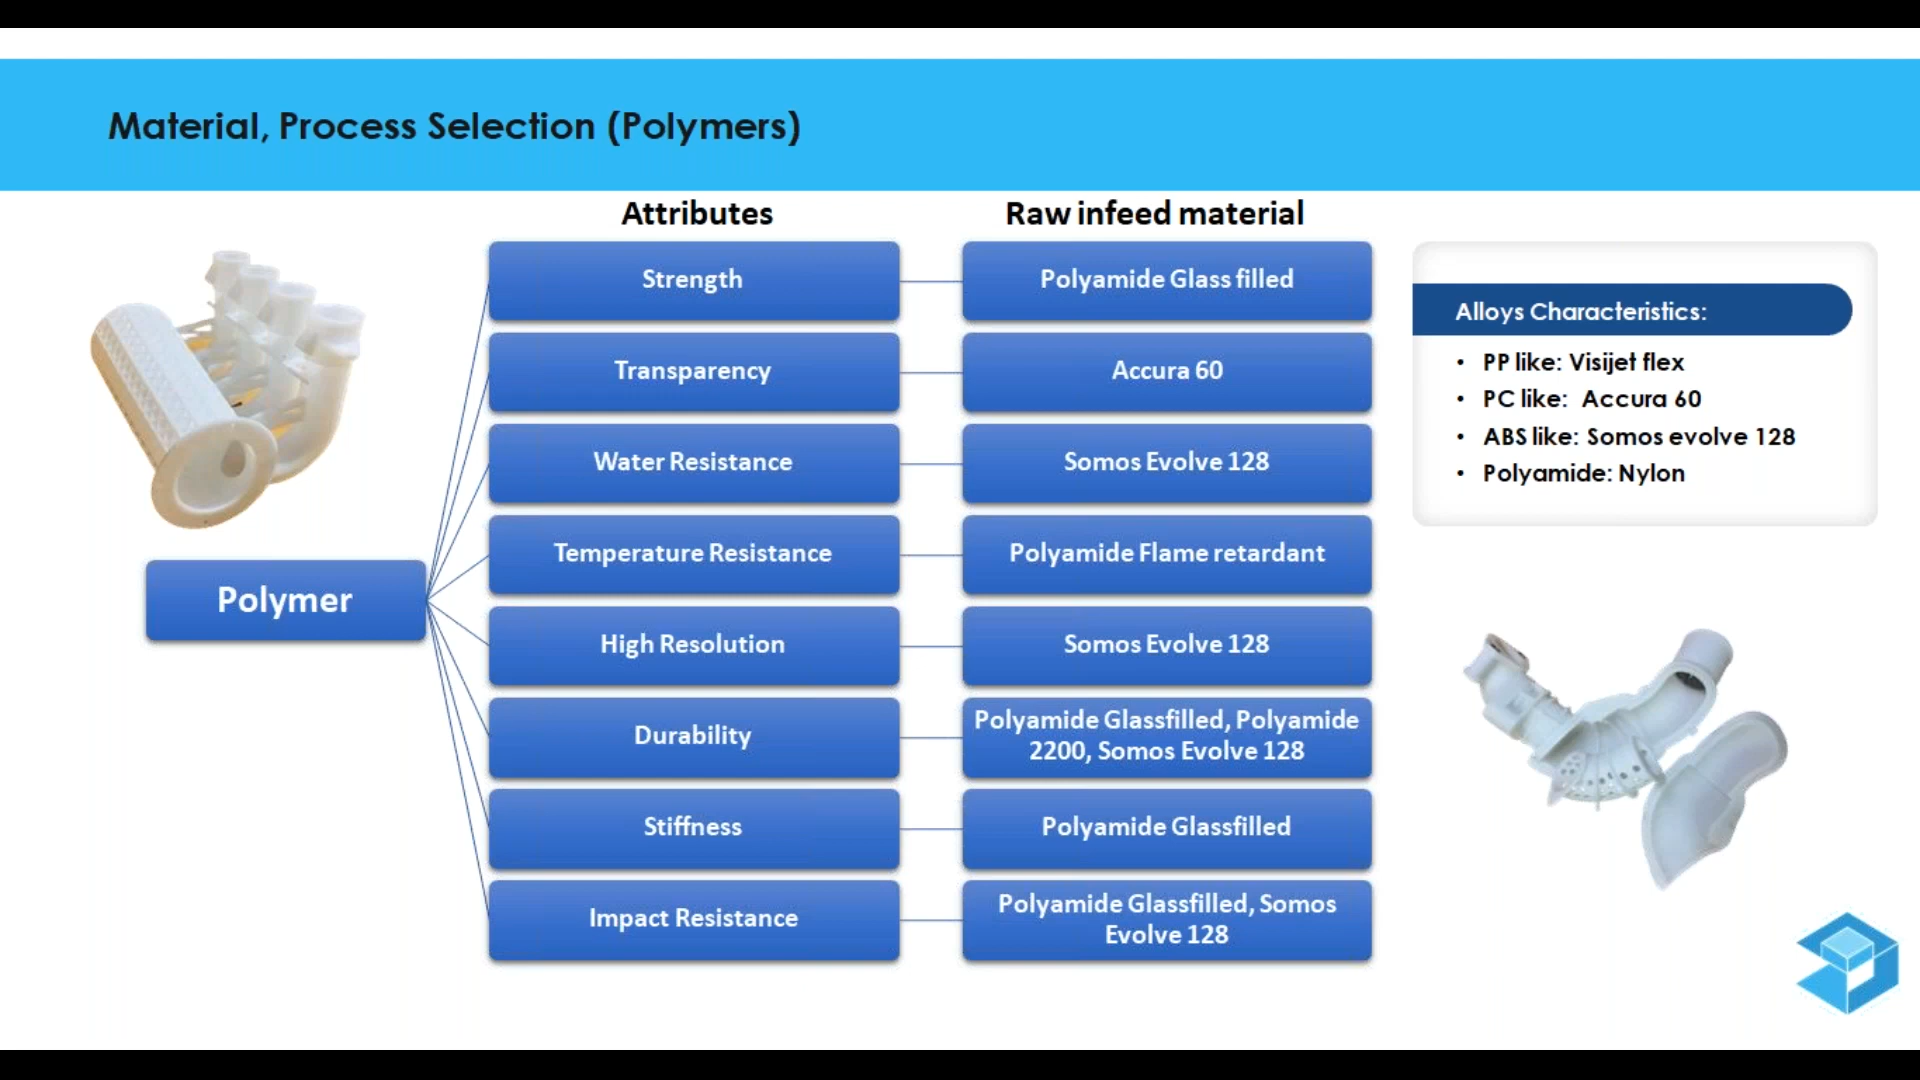 Material, Process Selection (Polymers)
Attributes
Raw infeed material
Polymer
Strength
Polyamide Glass filled
Transparency
Accura 60
Water Resistance
Somos Evolve 128
Temperature Resistance
Polyamide Flame retardant
High Resolution
Somos Evolve 128
Durability
Polyamide Glassfilled, Polyamide
2200, Somos Evolve 128
Stiffness
Polyamide Glassfilled
Impact Resistance
Polyamide Glassfilled, Somos
Evolve 128
Alloys Characteristics:
• PP like: Visijet flex
• PC like: Accura 60
• ABS like: Somos evolve 128
• Polyamide: Nylon